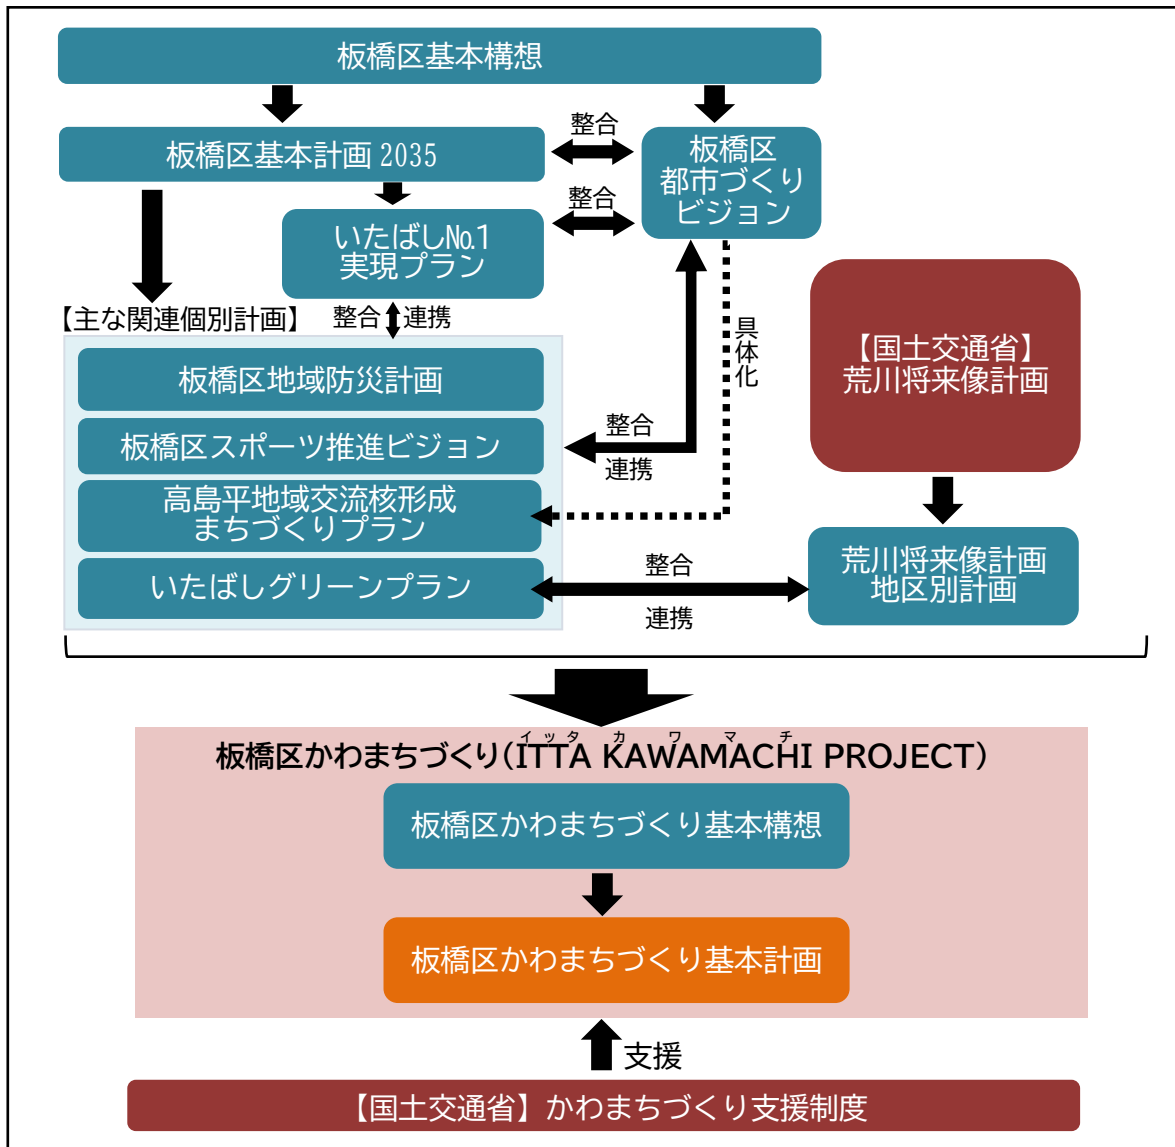 板橋区基本構想
板橋区基本計画 2035
整合
板橋区
都市づくり
ビジョン
整合
いたばし№1
実現プラン
【主な関連個別計画】
整合
連携
具体化
【国土交通省】
荒川将来像計画
板橋区地域防災計画
板橋区スポーツ推進ビジョン
整合
連携
高島平地域交流核形成
まちづくりプラン
いたばしグリーンプラン
整合
連携
荒川将来像計画
地区別計画
イッタ カワマチ
板橋区かわまちづくり(ITTA KAWAMACHI PROJECT)
板橋区かわまちづくり基本構想
板橋区かわまちづくり基本計画
支援
【国土交通省】かわまちづくり支援制度